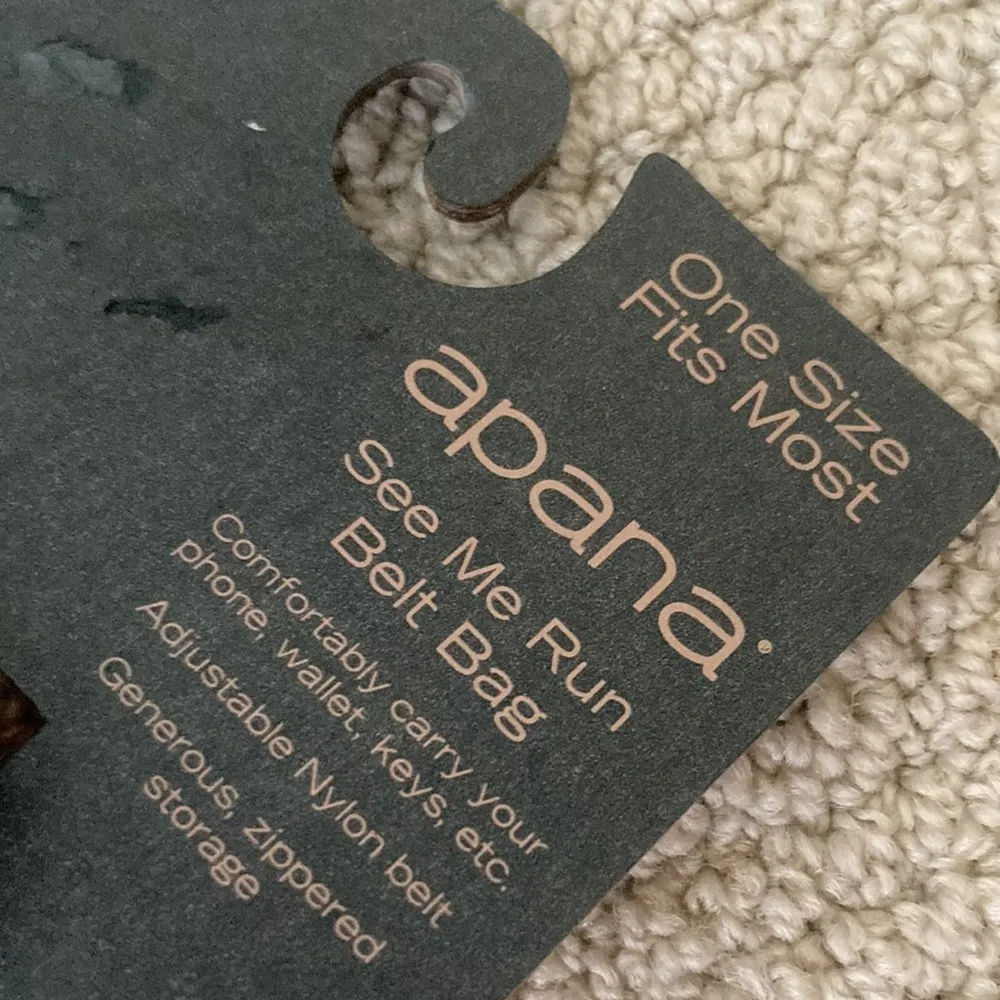 One Size
Fits Most
apana®
See Me Run
Belt Bag
Comfortably carry your
phone, wallet, keys, etc.
Adjustable Nylon belt
Generous, zippered
storage